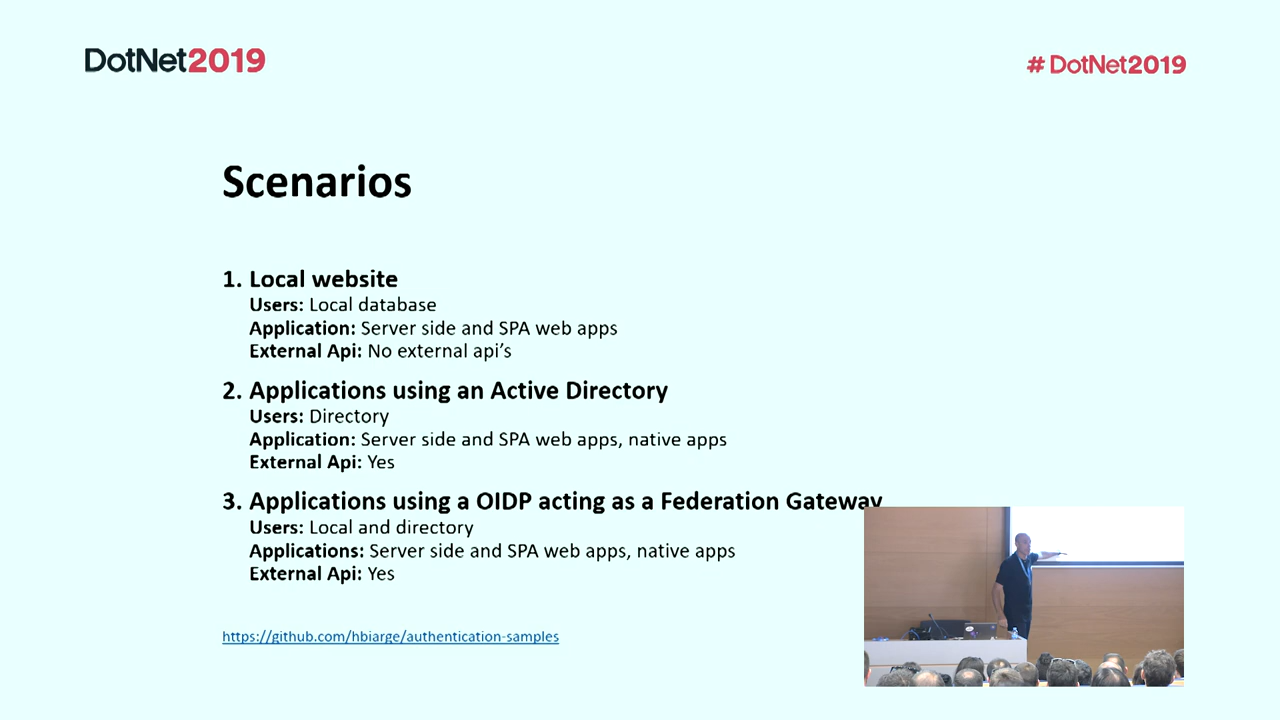 DotNet2019
# DotNet2019
Scenarios
1. Local website
Users: Local database
Application: Server side and SPA web apps
External Api: No external api's
2. Applications using an Active Directory
Users: Directory
Application: Server side and SPA web apps, native apps
External Api: Yes
3. Applications using a OIDP acting as a Federation Gateway
Users: Local and directory
Applications: Server side and SPA web apps, native apps
External Api: Yes
https://github.com/hbiarge/authentication-samples